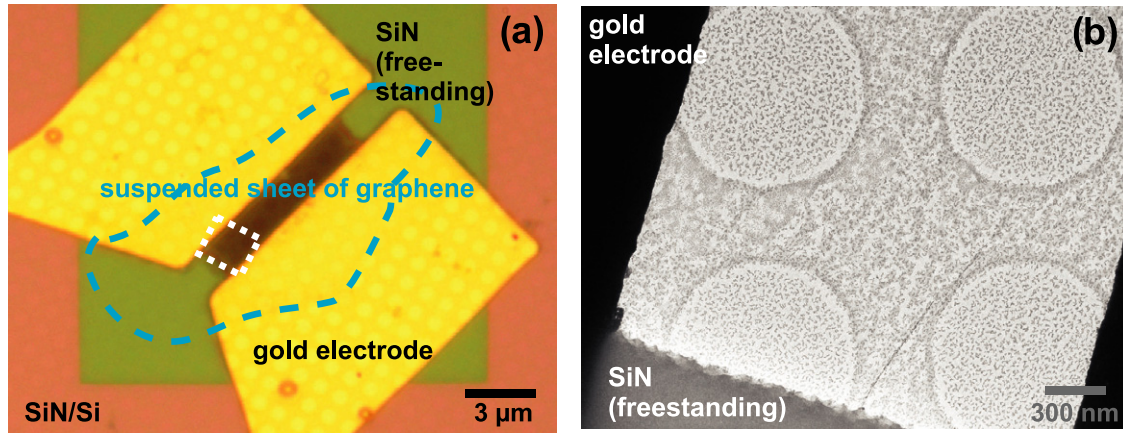 (a)
SiN
(free-
standing)
suspended sheet of graphene
gold electrode
SiN/Si
3 µm
gold
electrode
(b)
SiN
(freestanding)
300 nm